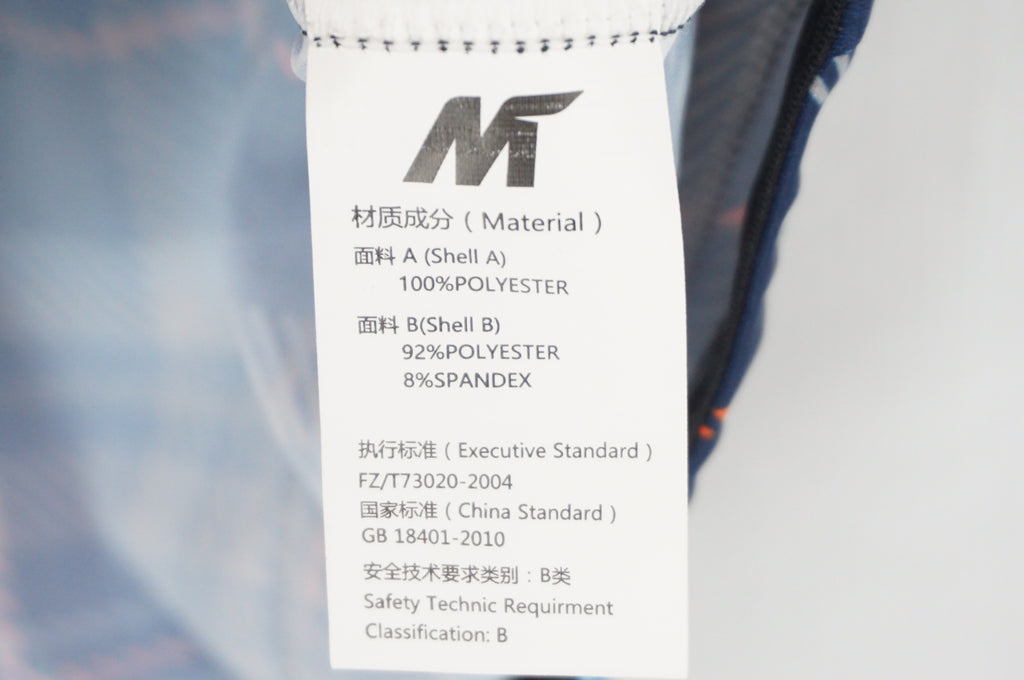 材质成分 ( Material )
面料 A (Shell A)
100%POLYESTER
面料 B(Shell B)
92%POLYESTER
8%SPANDEX
执行标准 ( Executive Standard )
FZ/T73020-2004
国家标准 ( China Standard )
GB 18401-2010
安全技术要求类别 : B类
Safety Technic Requirment
Classification: B